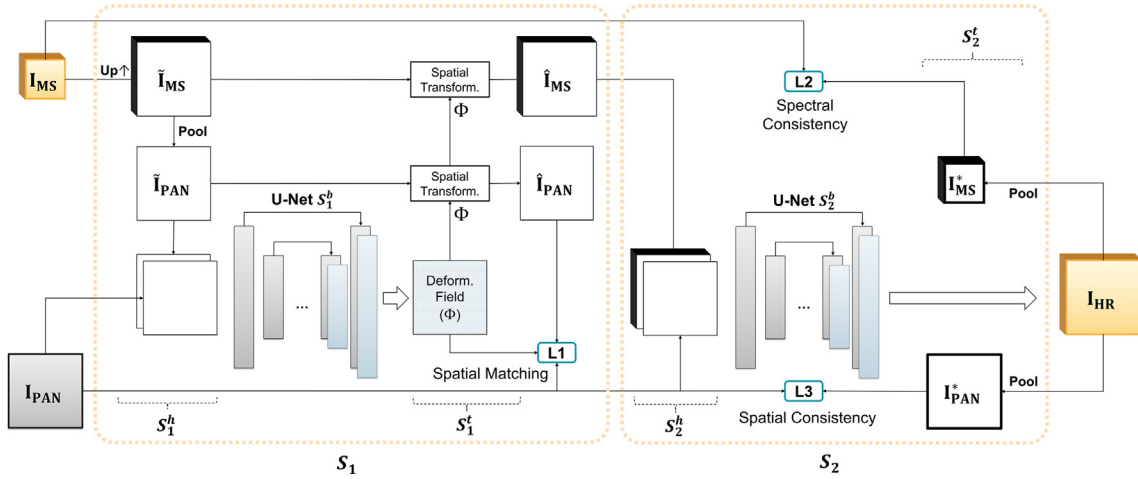 S₂ᵗ
I_MS
Up↑
Ĩ_MS
Spatial
Transform.
Î_MS
L2
Spectral
Consistency
Φ
Pool
Ĩ_PAN
Spatial
Transform.
Î_PAN
I*_MS
Pool
U-Net S₁ᵇ
Φ
U-Net S₂ᵇ
...
Deform.
Field
(Φ)
...
I_HR
L1
Spatial Matching
I_PAN
L3
I*_PAN
Pool
S₁ʰ
S₁ᵗ
S₂ʰ
Spatial Consistency
S₁
S₂